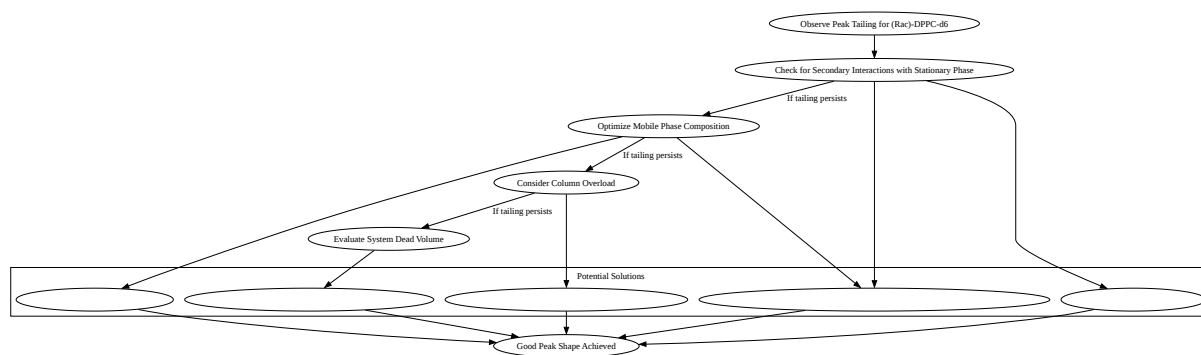 Observe Peak Tailing for (Rac)-DPPC-d6
Check for Secondary Interactions with Stationary Phase
If tailing persists
Optimize Mobile Phase Composition
If tailing persists
Consider Column Overload
If tailing persists
Evaluate System Dead Volume
Potential Solutions
Good Peak Shape Achieved